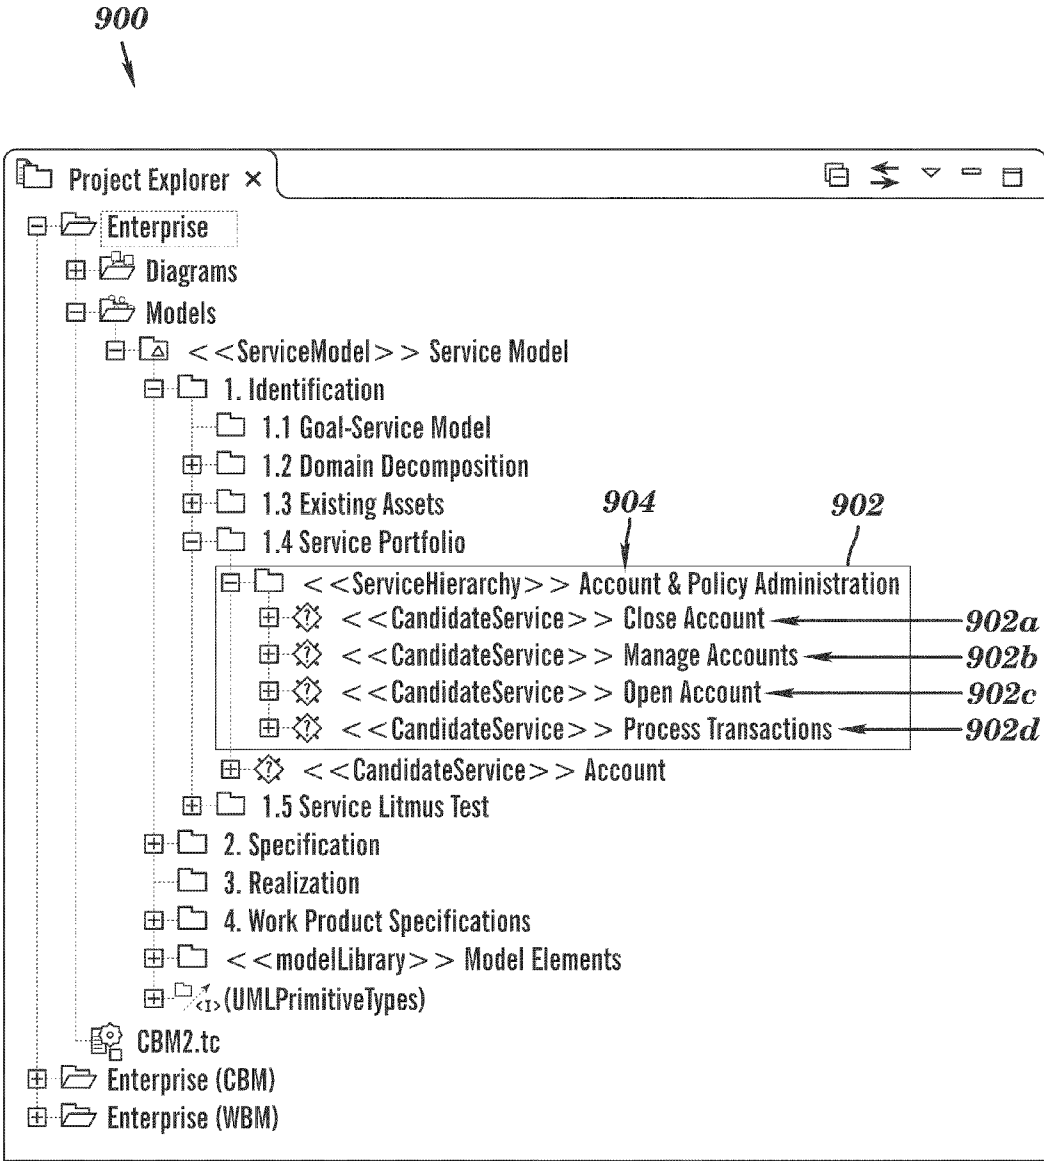 900
Project Explorer ×
Enterprise
Diagrams
Models
<<ServiceModel>> Service Model
1. Identification
1.1 Goal-Service Model
1.2 Domain Decomposition
1.3 Existing Assets
904
902
1.4 Service Portfolio
<<ServiceHierarchy>> Account & Policy Administration
<<CandidateService>> Close Account
902a
<<CandidateService>> Manage Accounts
902b
<<CandidateService>> Open Account
902c
<<CandidateService>> Process Transactions
902d
<<CandidateService>> Account
1.5 Service Litmus Test
2. Specification
3. Realization
4. Work Product Specifications
<<modelLibrary>> Model Elements
<I> (UMLPrimitiveTypes)
CBM2.tc
Enterprise (CBM)
Enterprise (WBM)